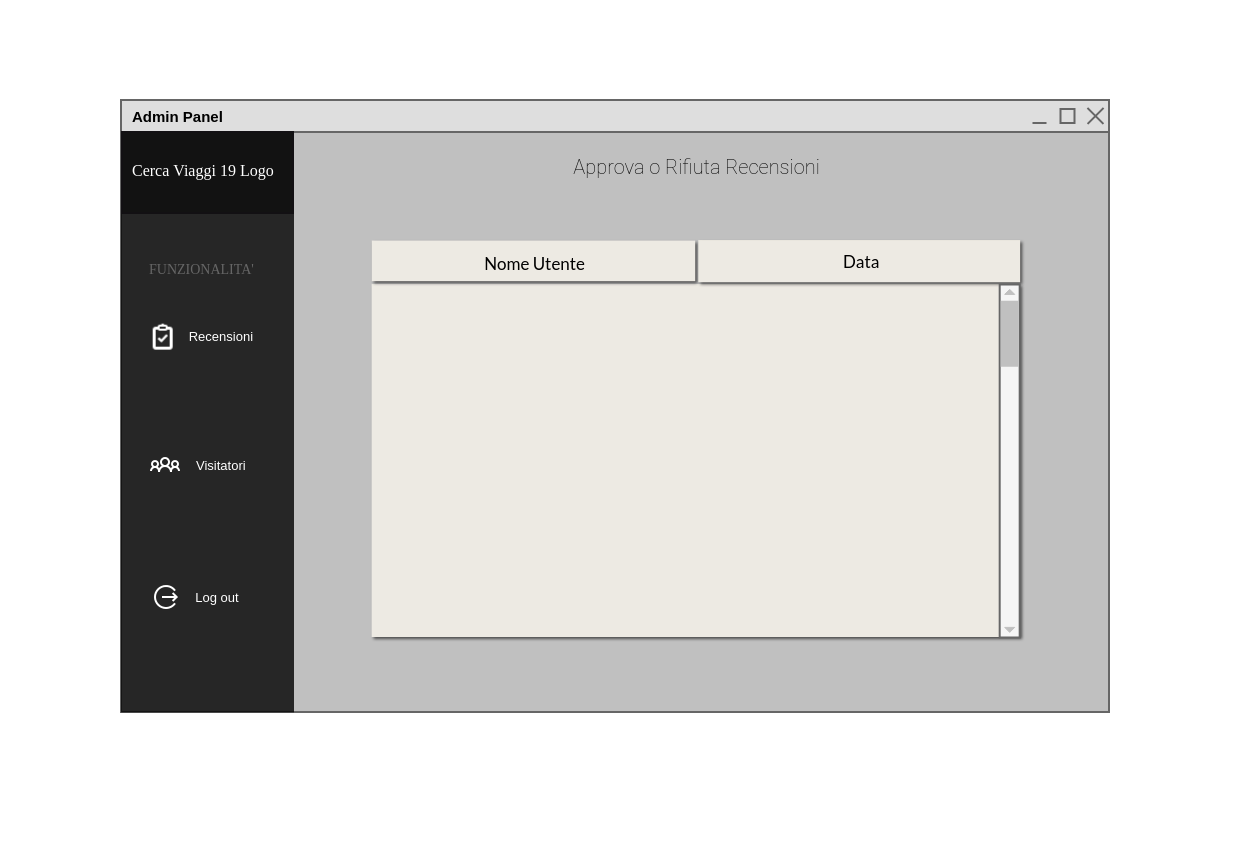 Admin Panel
Cerca Viaggi 19 Logo
Approva o Rifiuta Recensioni
FUNZIONALITA'
Nome Utente
Data
Recensioni
Visitatori
Log out